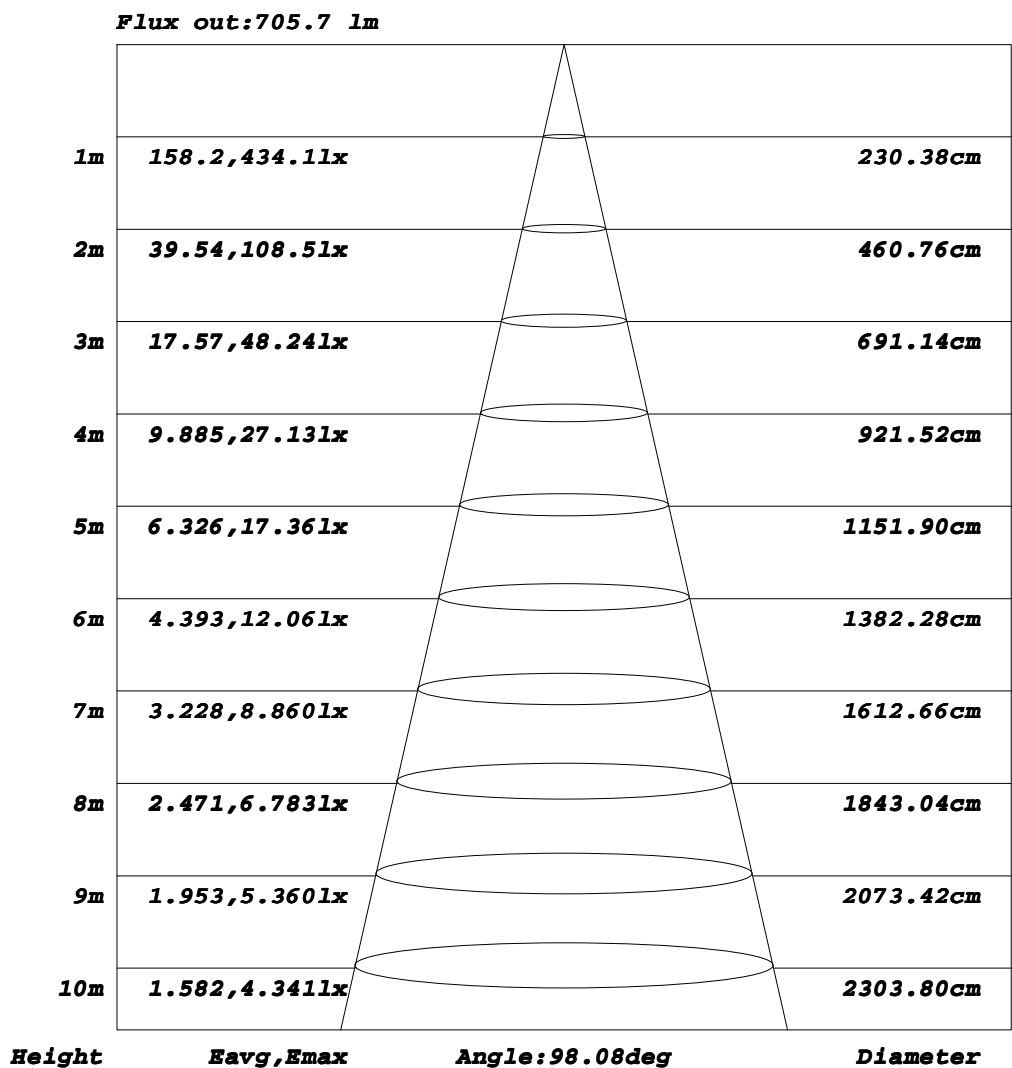 Flux out:705.7 lm
1m 158.2,434.1lx 230.38cm
2m 39.54,108.5lx 460.76cm
3m 17.57,48.24lx 691.14cm
4m 9.885,27.13lx 921.52cm
5m 6.326,17.36lx 1151.90cm
6m 4.393,12.06lx 1382.28cm
7m 3.228,8.860lx 1612.66cm
8m 2.471,6.783lx 1843.04cm
9m 1.953,5.360lx 2073.42cm
10m 1.582,4.341lx 2303.80cm
Height Eavg,Emax Angle:98.08deg Diameter